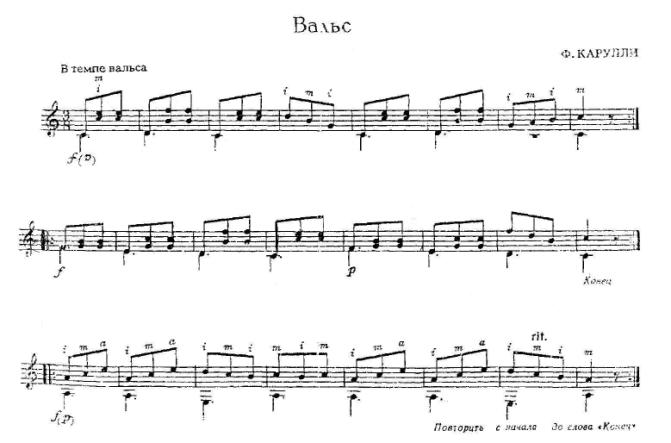 Вальс
Ф. КАРУЛЛИ
В темпе вальса
m
i i i m i i m i m
f(p)
f p
Конец
rit.
i m a i m a i m i m i m i m a i m a i m i m
f(p)
Повторить с начала до слова «Конец»